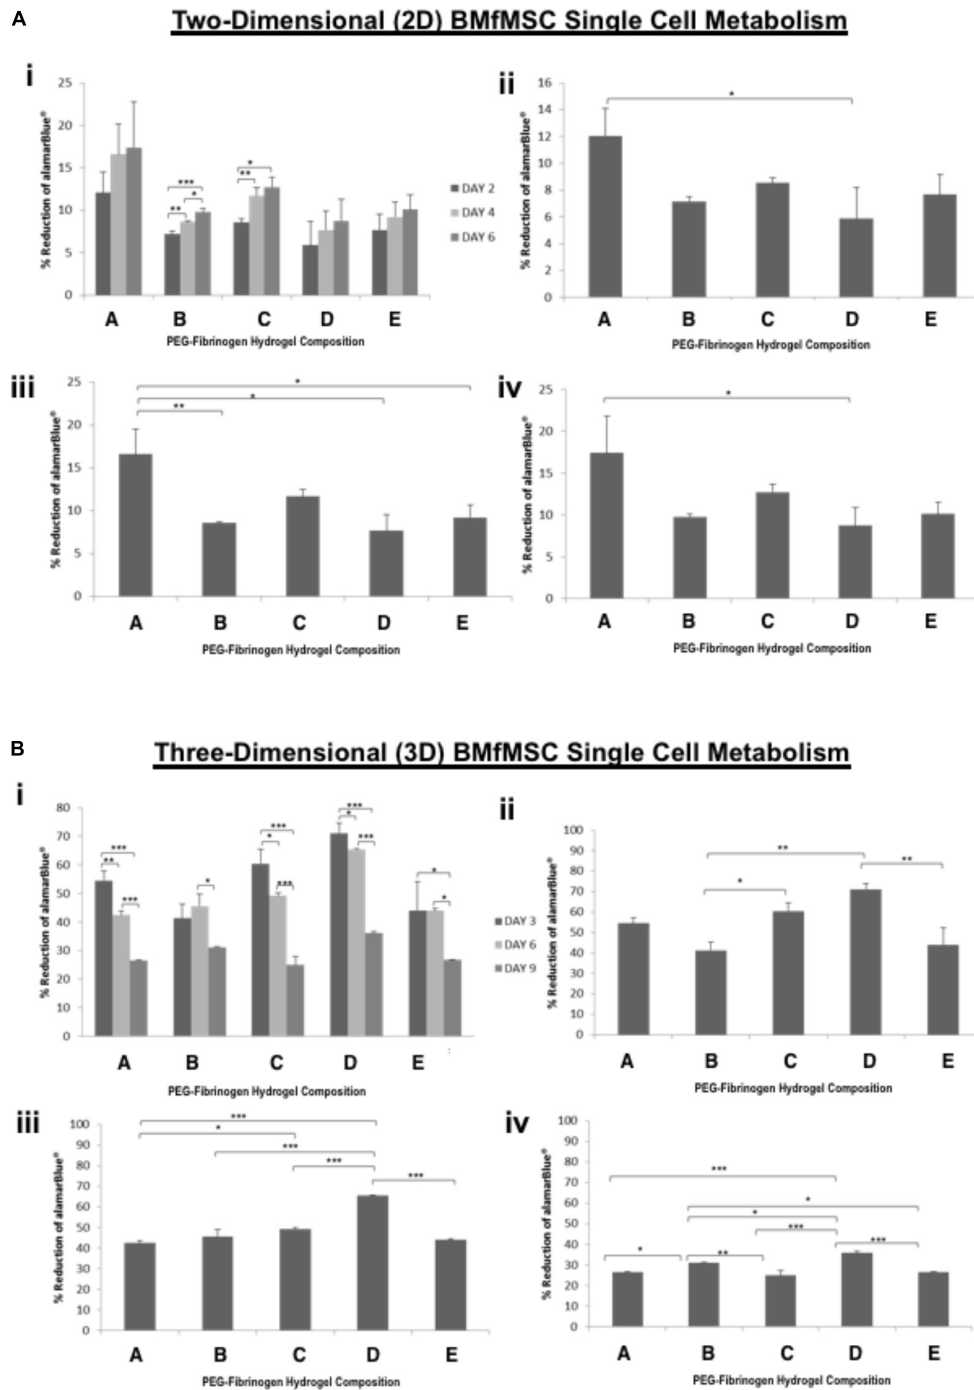 A
Two-Dimensional (2D) BMfMSC Single Cell Metabolism
i
% Reduction of alamarBlue®
25
20
15
10
5
0
***
**
*
*
**
DAY 2
DAY 4
DAY 6
A B C D E
PEG-Fibrinogen Hydrogel Composition
ii
% Reduction of alamarBlue®
16
14
12
10
8
6
4
2
0
*
A B C D E
PEG-Fibrinogen Hydrogel Composition
iii
% Reduction of alamarBlue®
25
20
15
10
5
0
*
*
**
A B C D E
PEG-Fibrinogen Hydrogel Composition
iv
% Reduction of alamarBlue®
25
20
15
10
5
0
*
A B C D E
PEG-Fibrinogen Hydrogel Composition
B
Three-Dimensional (3D) BMfMSC Single Cell Metabolism
i
% Reduction of alamarBlue®
80
70
60
50
40
30
20
10
0
***
**
***
*
***
*
***
***
*
***
*
*
DAY 3
DAY 6
DAY 9
A B C D E
PEG-Fibrinogen Hydrogel Composition
ii
% Reduction of alamarBlue®
100
90
80
70
60
50
40
30
20
10
0
**
**
*
A B C D E
PEG-Fibrinogen Hydrogel Composition
iii
% Reduction of alamarBlue®
100
90
80
70
60
50
40
30
20
10
0
***
*
***
***
***
A B C D E
PEG-Fibrinogen Hydrogel Composition
iv
% Reduction of alamarBlue®
100
90
80
70
60
50
40
30
20
10
0
***
*
*
***
***
*
**
A B C D E
PEG-Fibrinogen Hydrogel Composition